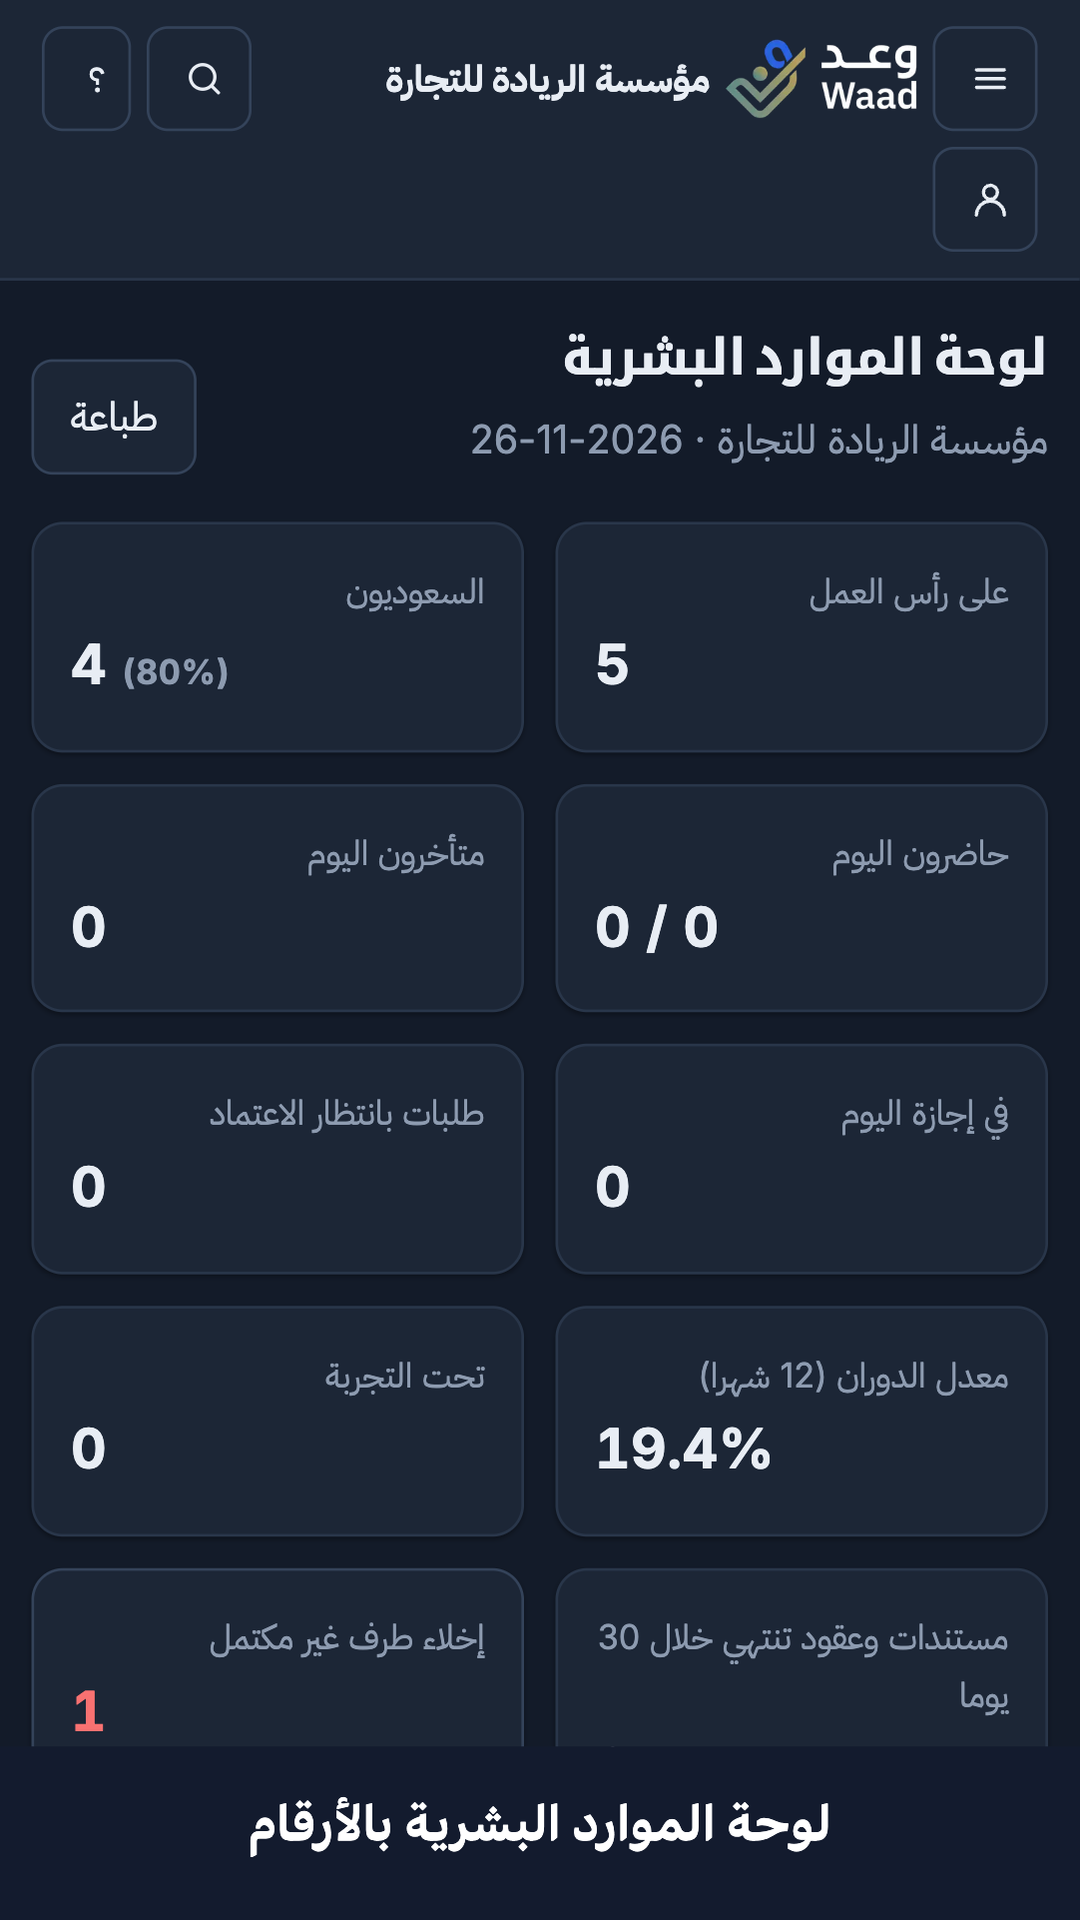 وعد
Waad
مؤسسة الريادة للتجارة
؟
لوحة الموارد البشرية
مؤسسة الريادة للتجارة · 2026-11-26
طباعة
على رأس العمل
5
السعوديون
4 (80%)
حاضرون اليوم
0 / 0
متأخرون اليوم
0
في إجازة اليوم
0
طلبات بانتظار الاعتماد
0
معدل الدوران (12 شهرا)
19.4%
تحت التجربة
0
مستندات وعقود تنتهي خلال 30
يوما
إخلاء طرف غير مكتمل
1
لوحة الموارد البشرية بالأرقام